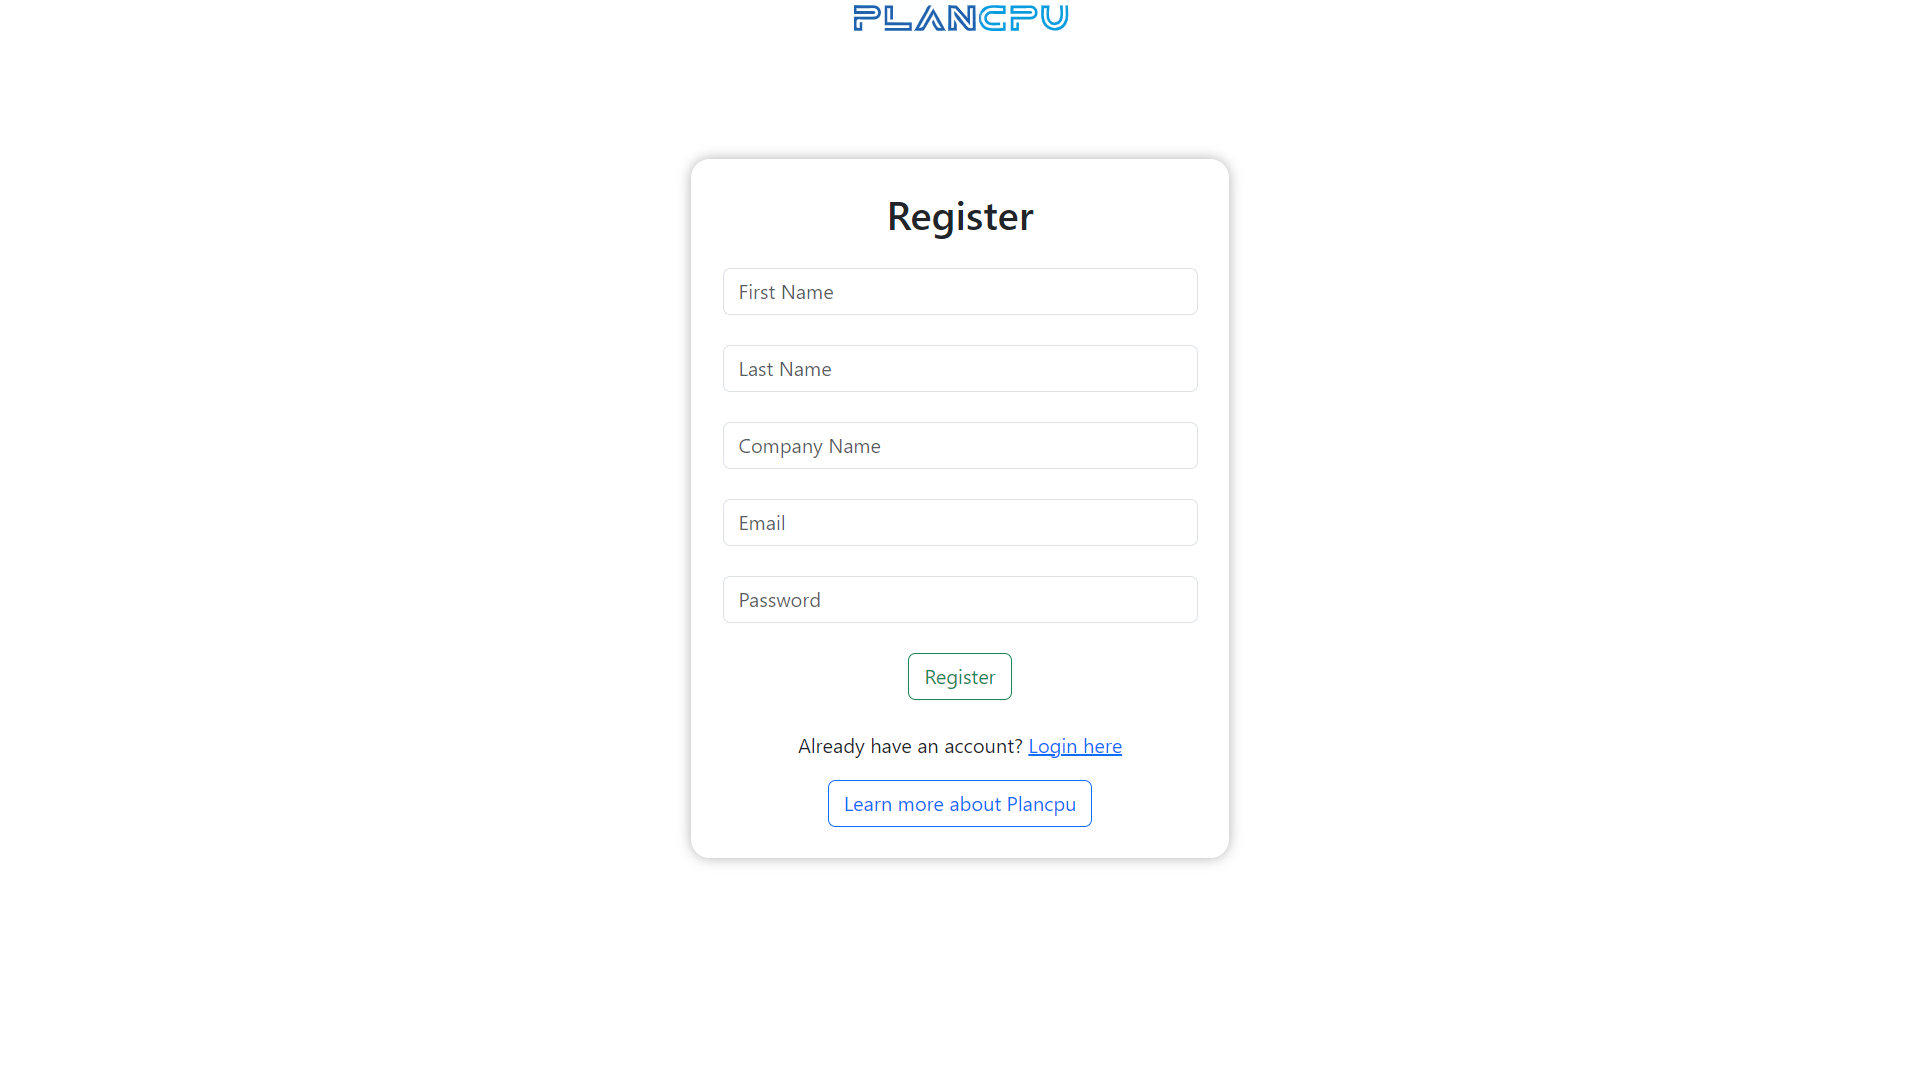 PLANCPU
Register
First Name
Last Name
Company Name
Email
Password
Register
Already have an account? Login here
Learn more about Plancpu